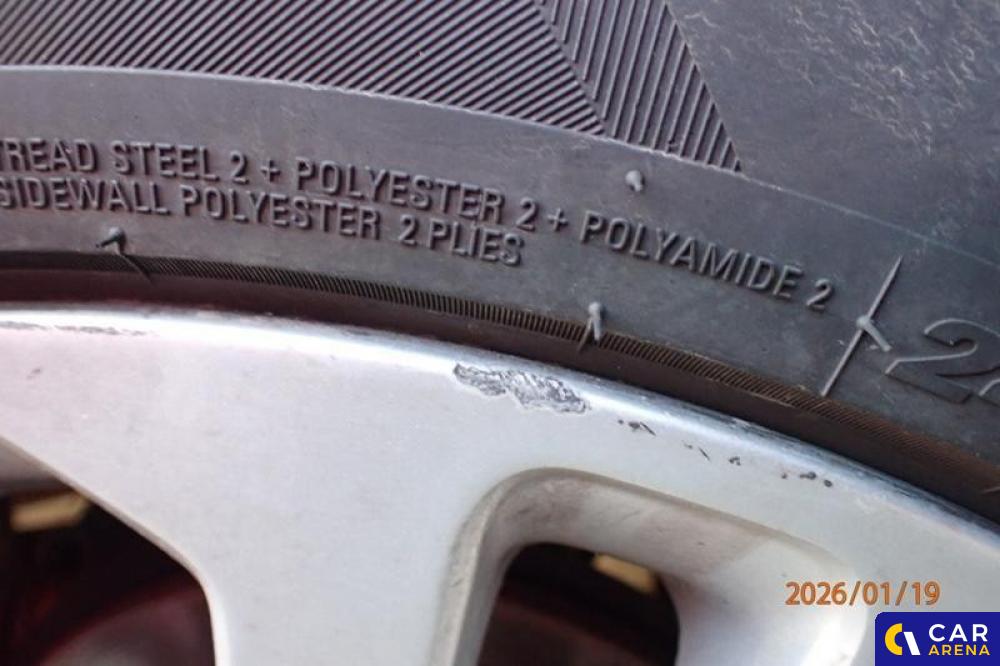 TREAD STEEL 2 + POLYESTER 2 + POLYAMIDE 2
SIDEWALL POLYESTER 2 PLIES
2026/01/19
CAR
ARENA